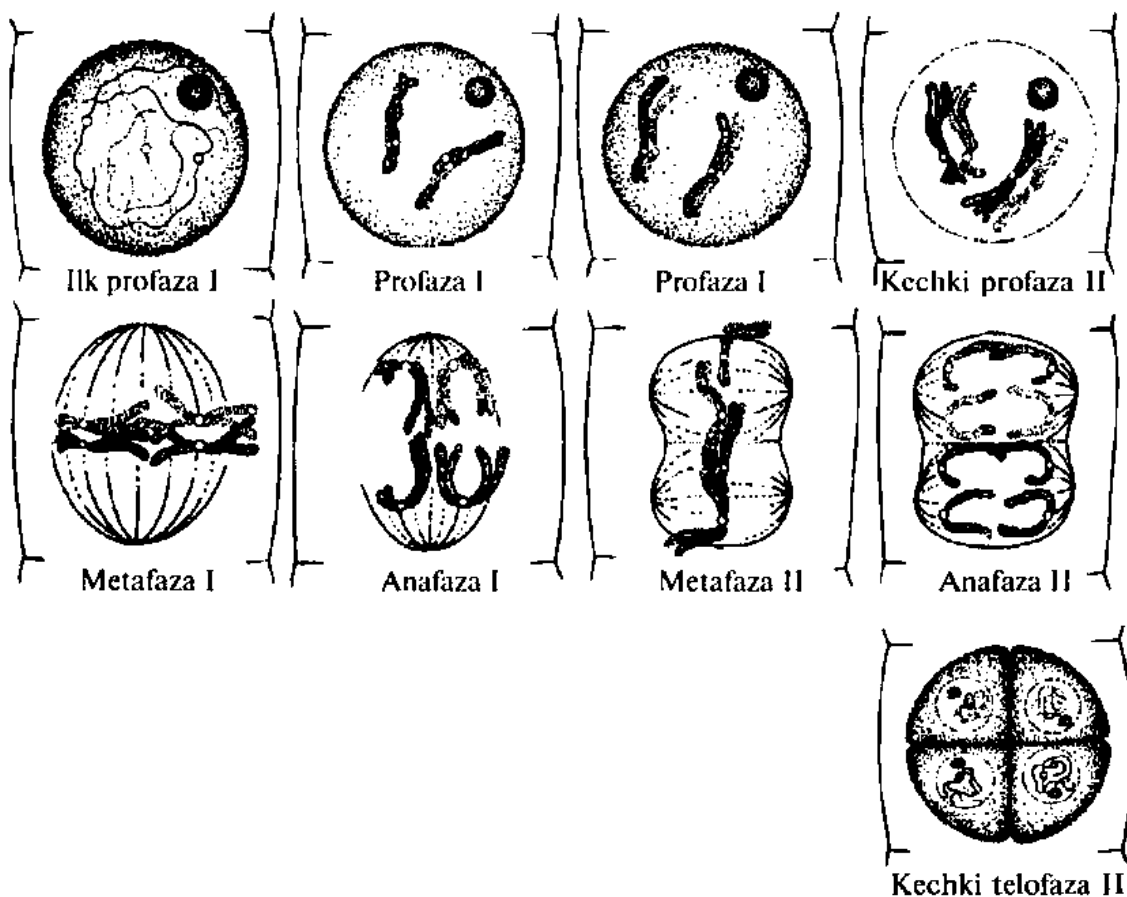 Ilk profaza I
Profaza I
Profaza I
Kechki profaza II
Metafaza I
Anafaza I
Metafaza II
Anafaza II
Kechki telofaza II